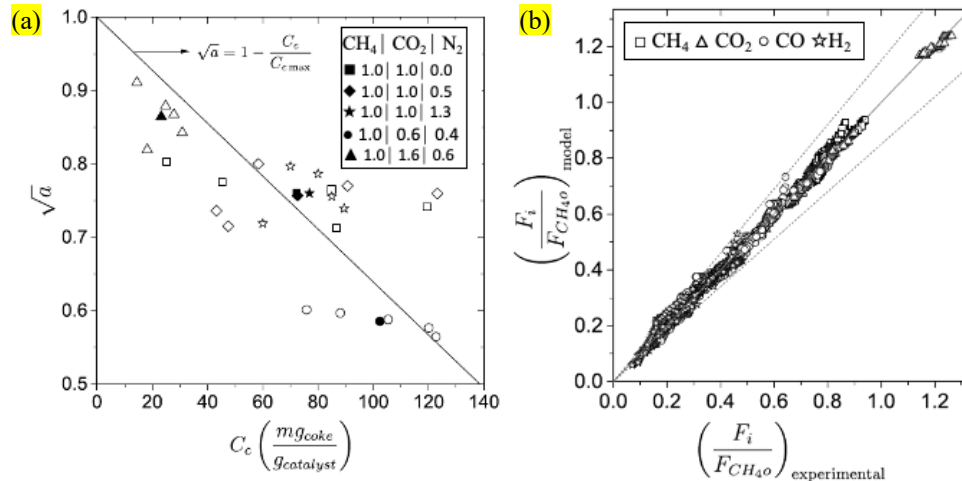 (a)
1.0
0.9
0.8
0.7
0.6
0.5
√a
√a = 1 − C_c / C_c max
CH₄| CO₂| N₂
1.0| 1.0| 0.0
1.0| 1.0| 0.5
1.0| 1.0| 1.3
1.0| 0.6| 0.4
1.0| 1.6| 0.6
0 20 40 60 80 100 120 140
C_c (mg_coke / g_catalyst)
(b)
CH₄ CO₂ CO H₂
1.2
1.0
0.8
0.6
0.4
0.2
0.0
(F_i / F_CH₄o)_model
0.0 0.2 0.4 0.6 0.8 1.0 1.2
(F_i / F_CH₄o)_experimental